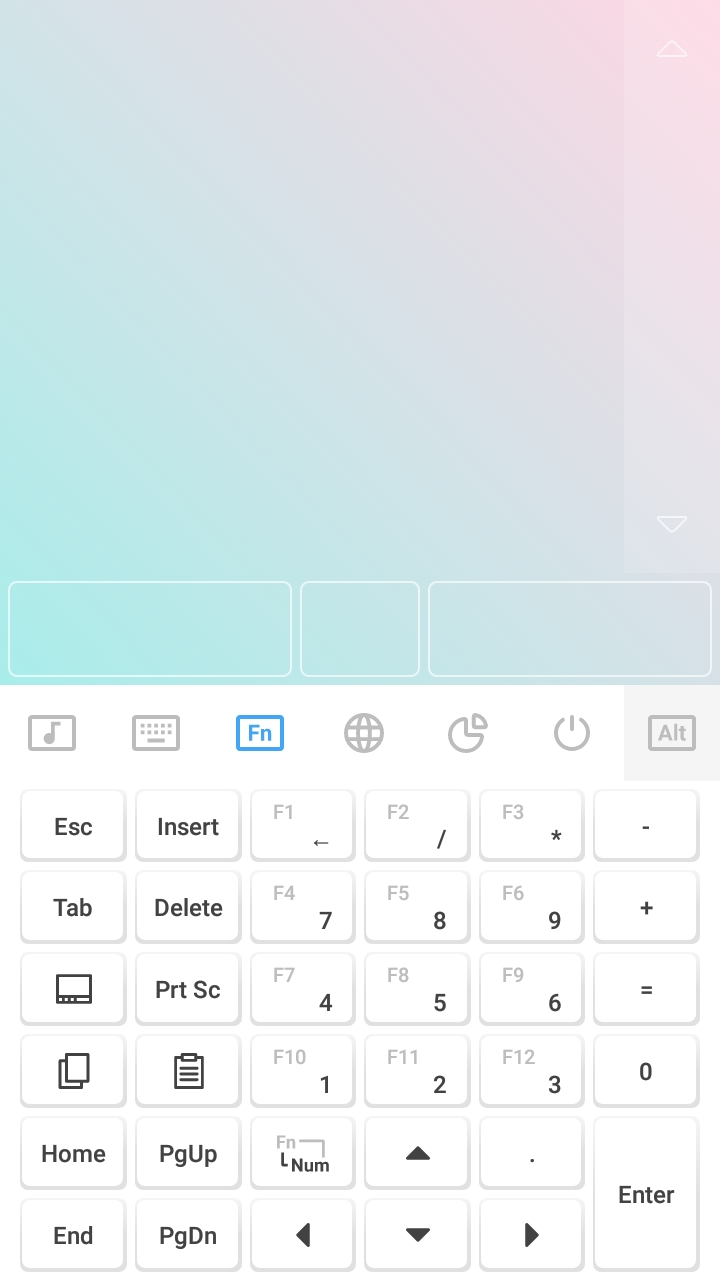 Fn Alt
Esc Insert F1 ← F2 / F3 * -
Tab Delete F4 7 F5 8 F6 9 +
Prt Sc F7 4 F8 5 F9 6 =
F10 1 F11 2 F12 3 0
Home PgUp Fn Num .
Enter
End PgDn